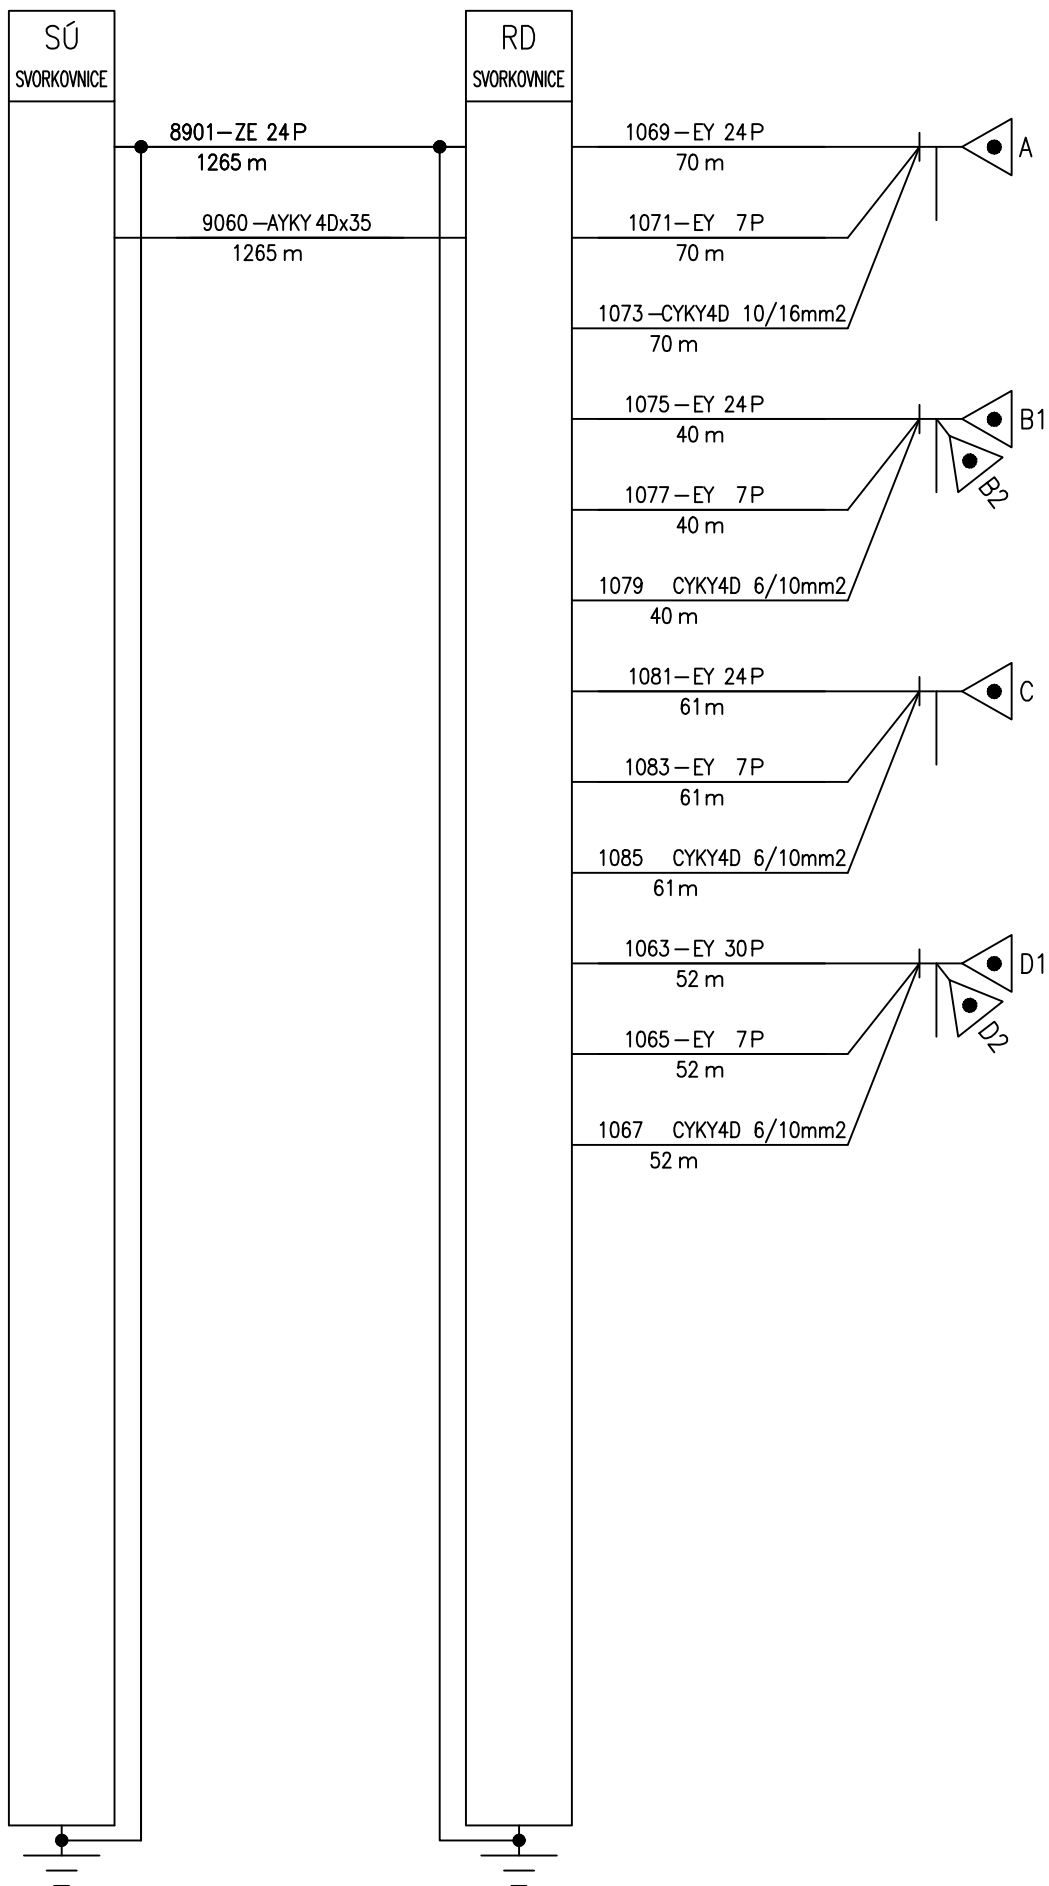 SÚ
SVORKOVNICE
RD
SVORKOVNICE
8901-ZE 24P
1265 m
9060-AYKY 4Dx35
1265 m
1069-EY 24P
70 m
A
1071-EY 7P
70 m
1073-CYKY4D 10/16mm2
70 m
1075-EY 24P
40 m
B1
B2
1077-EY 7P
40 m
1079 CYKY4D 6/10mm2
40 m
1081-EY 24P
61 m
C
1083-EY 7P
61 m
1085 CYKY4D 6/10mm2
61 m
1063-EY 30P
52 m
D1
D2
1065-EY 7P
52 m
1067 CYKY4D 6/10mm2
52 m